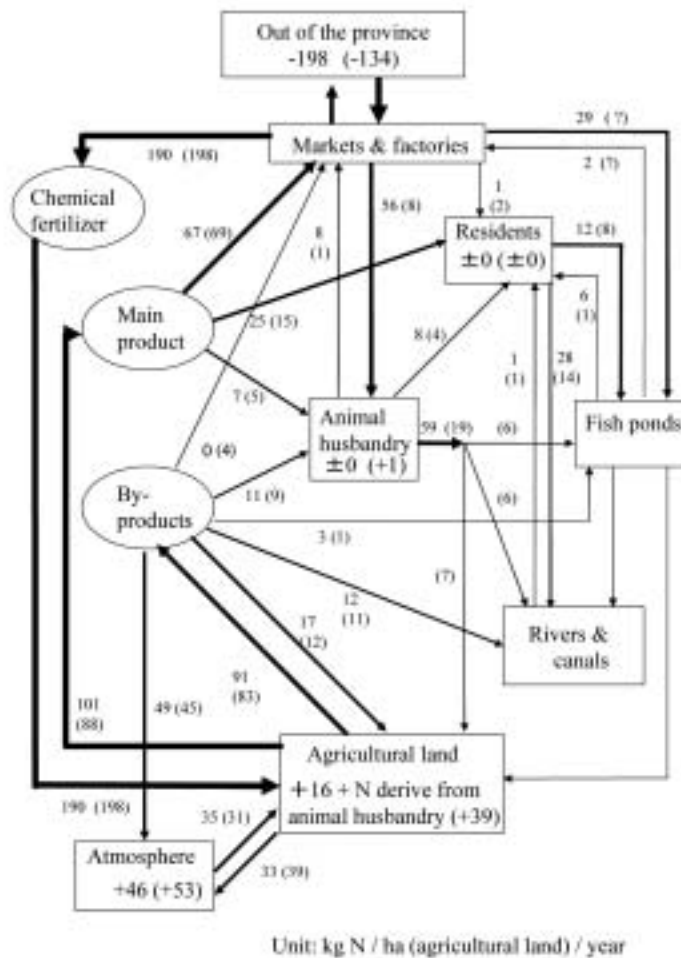 Out of the province
-198 (-134)
29 ( 7)
Markets & factories
190 (198)
2 (7)
Chemical
fertilizer
1
(2)
56 (8)
8
(1)
67 (69)
Residents
±0 (±0)
12 (8)
Main
product
25 (15)
6
(1)
8 (4)
1
(1)
28
(14)
7 (5)
Animal
husbandry
±0 (+1)
59 (19)
(6)
Fish ponds
0 (4)
By-
products
11 (9)
(6)
3 (1)
(7)
12
(11)
17
(12)
Rivers &
canals
91
(83)
101
(88)
49 (45)
Agricultural land
+16 + N derive from
animal husbandry (+39)
190 (198)
35 (31)
Atmosphere
+46 (+53)
33 (39)
Unit: kg N / ha (agricultural land) / year